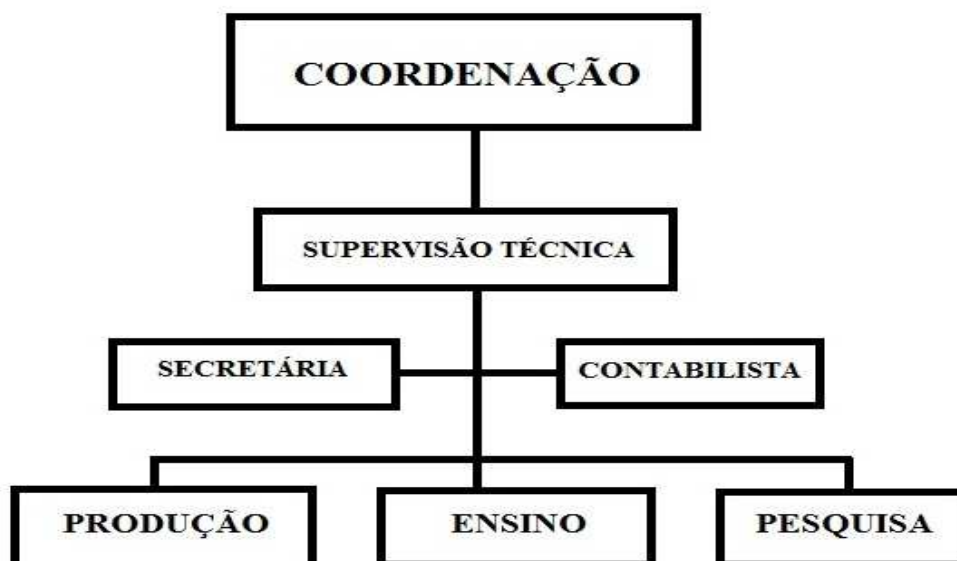 COORDENAÇÃO
SUPERVISÃO TÉCNICA
SECRETÁRIA
CONTABILISTA
PRODUÇÃO
ENSINO
PESQUISA